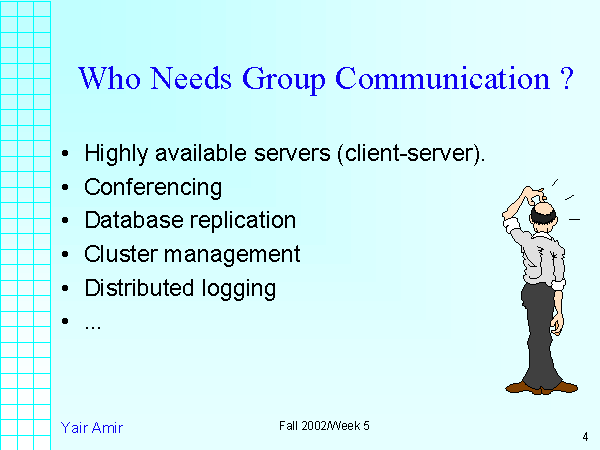 Who Needs Group Communication ?
• Highly available servers (client-server).
• Conferencing
• Database replication
• Cluster management
• Distributed logging
• ...
Yair Amir
Fall 2002/Week 5
4